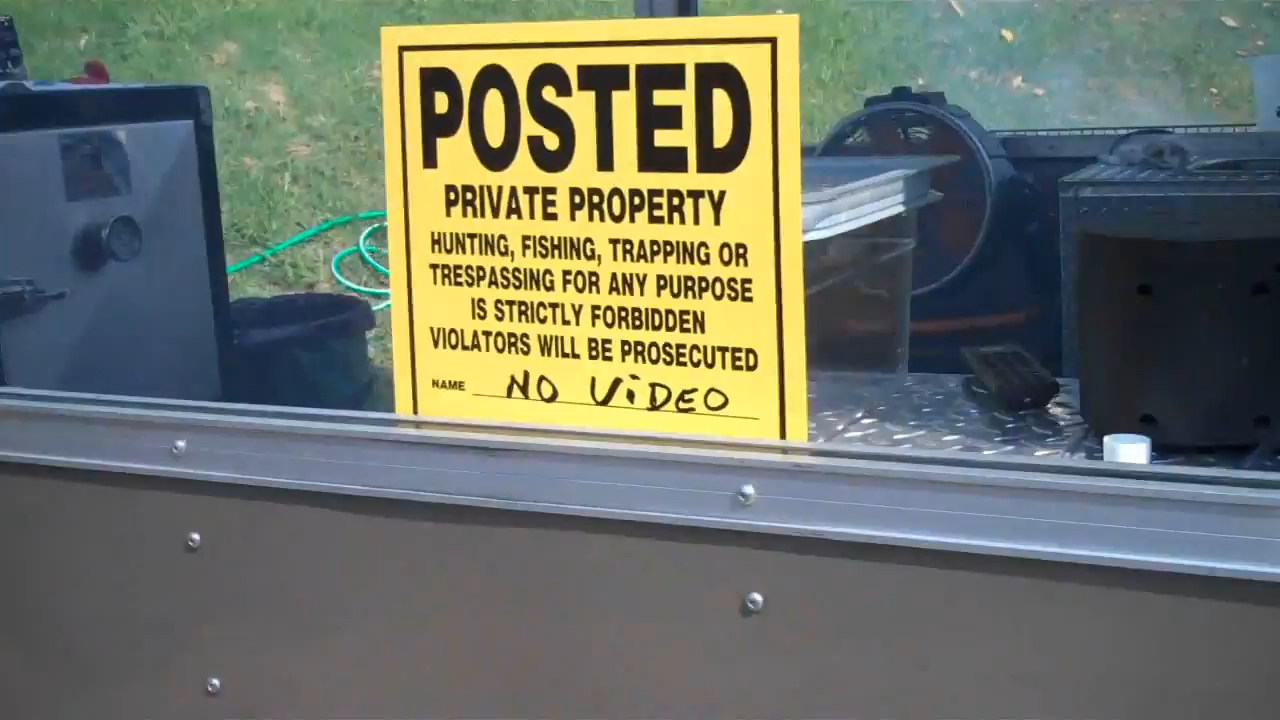 POSTED
PRIVATE PROPERTY
HUNTING, FISHING, TRAPPING OR
TRESPASSING FOR ANY PURPOSE
IS STRICTLY FORBIDDEN
VIOLATORS WILL BE PROSECUTED
NAME NO ViDEO